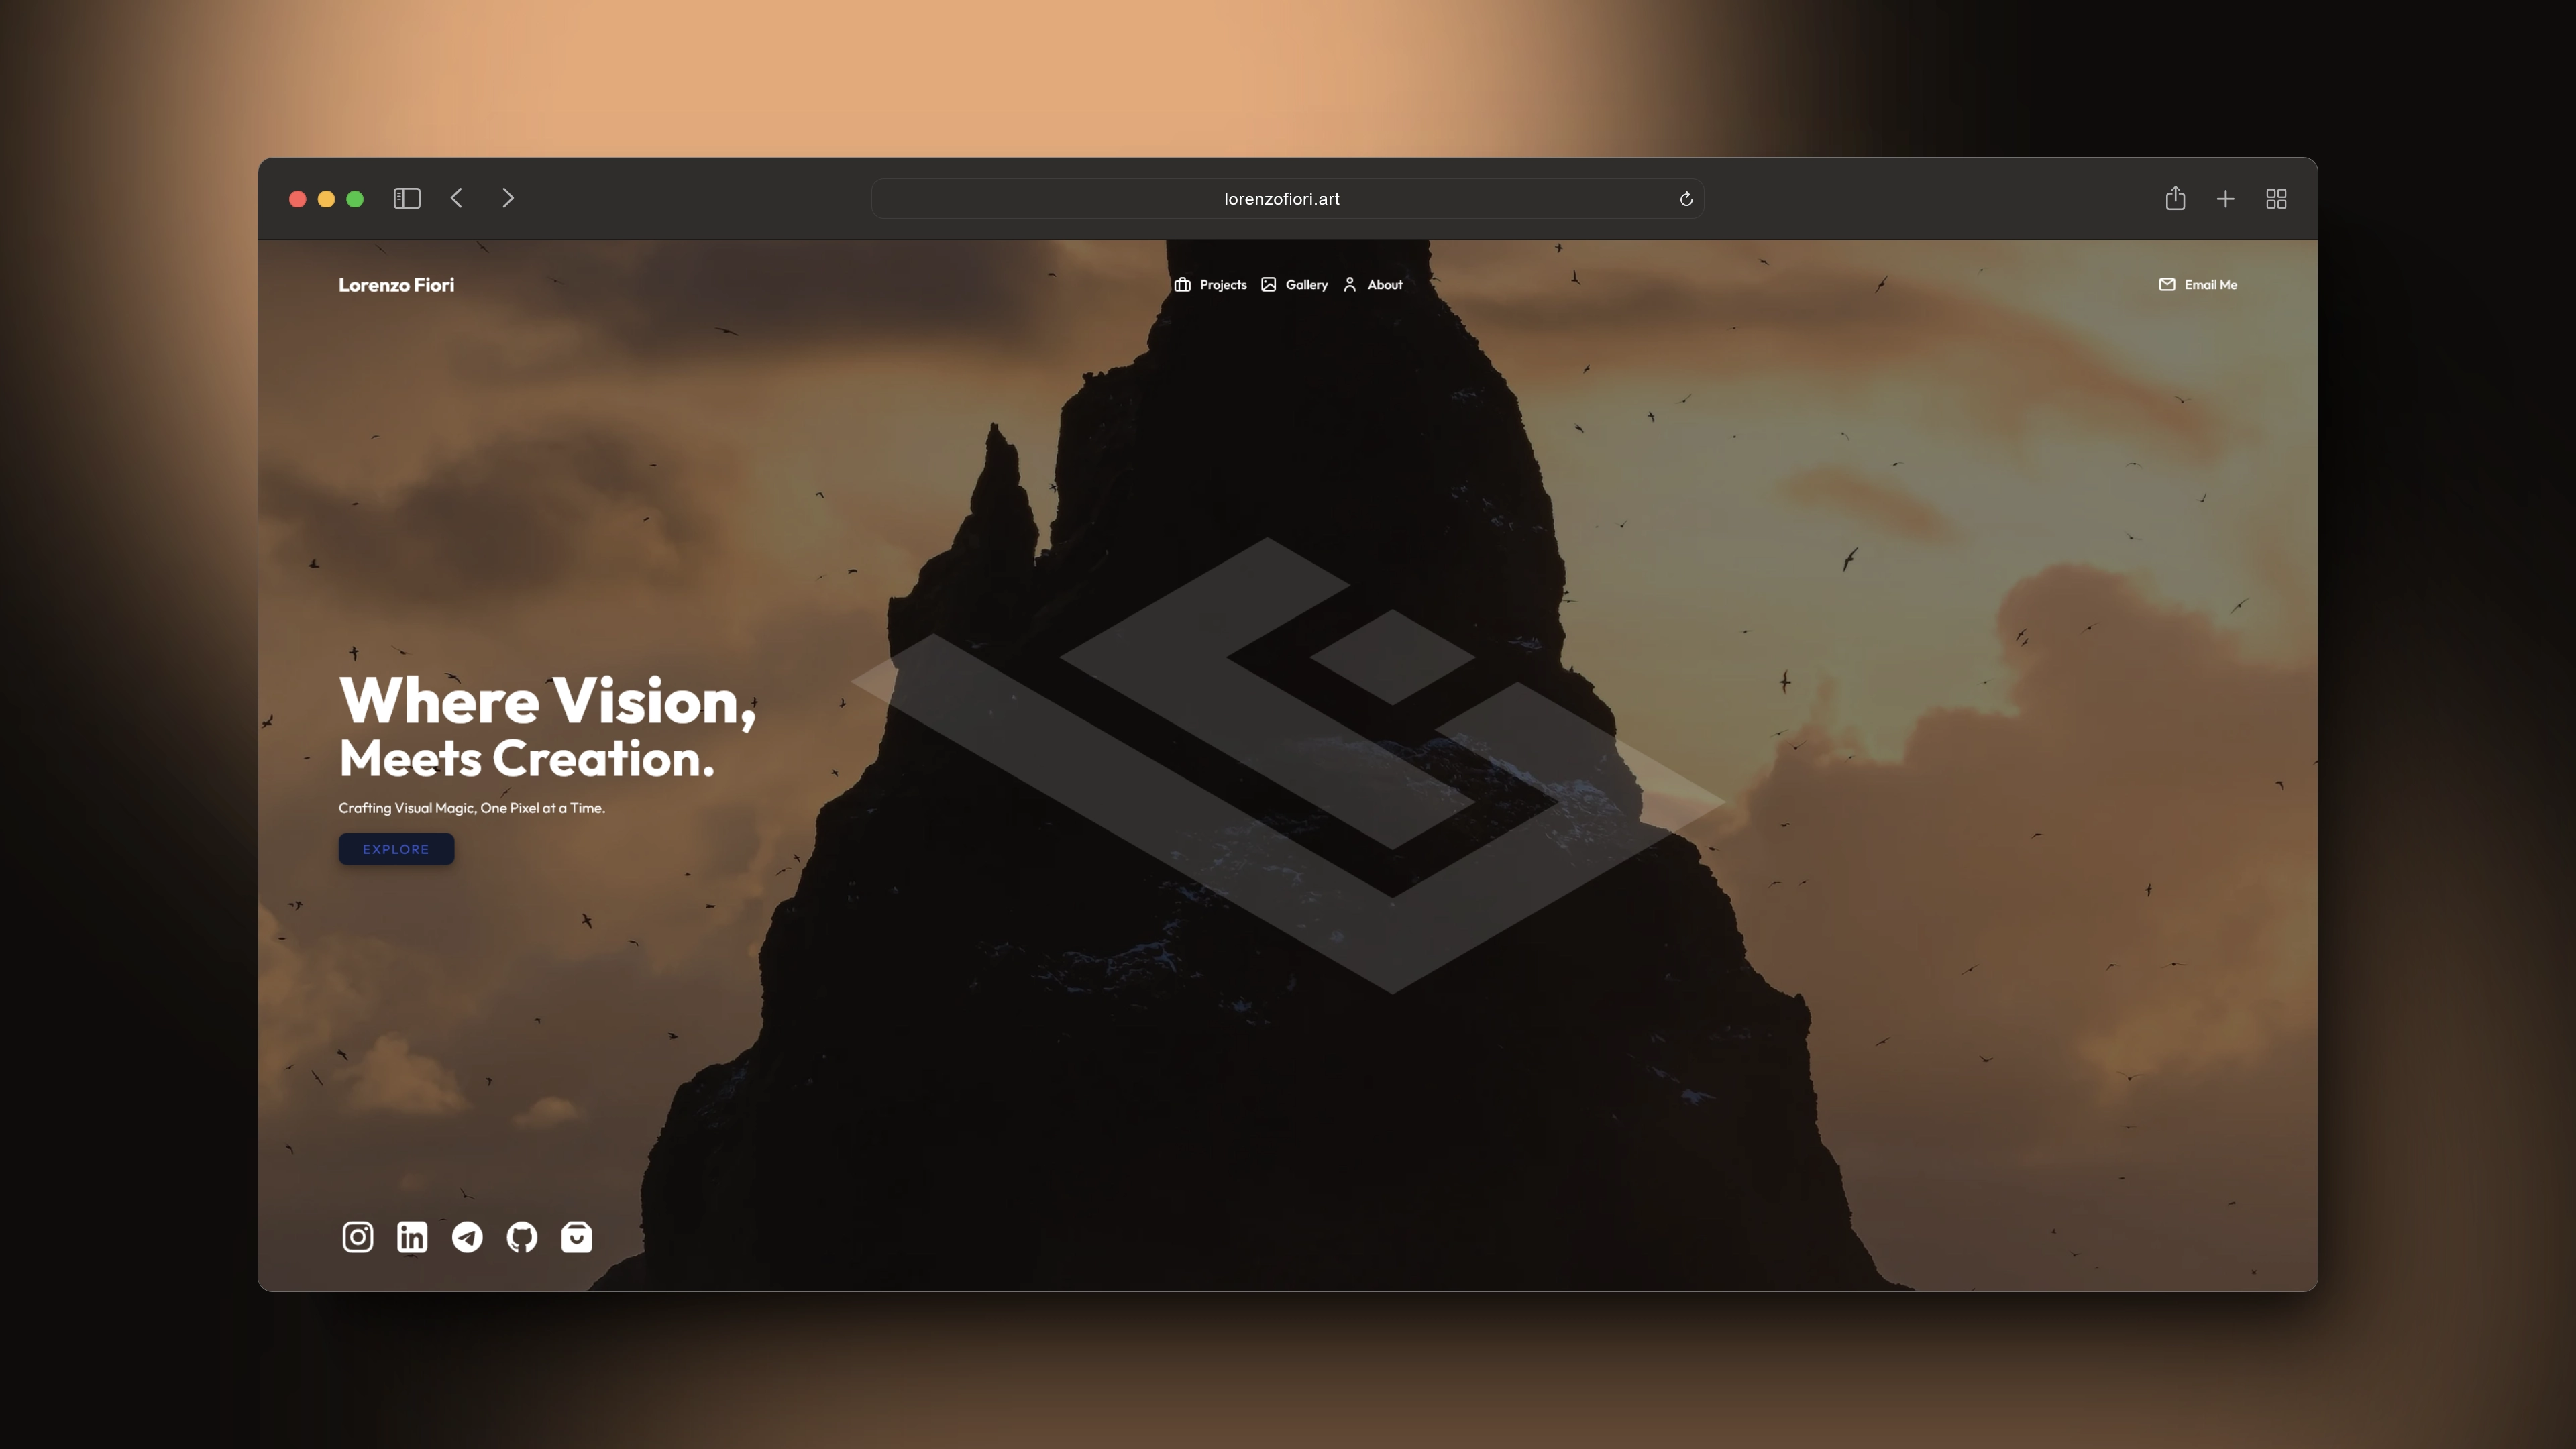 lorenzofiori.art
Lorenzo Fiori
Projects Gallery About
Email Me
Where Vision,
Meets Creation.
Crafting Visual Magic, One Pixel at a Time.
EXPLORE
in